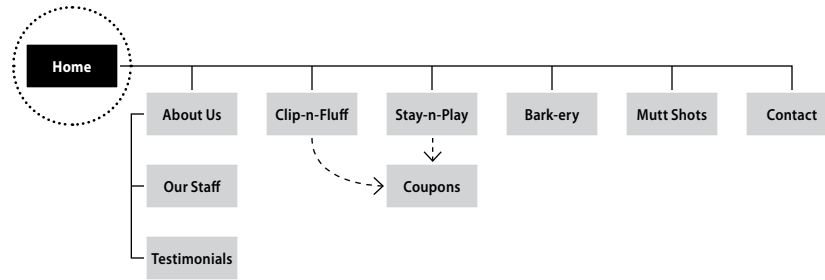 Home
About Us
Clip-n-Fluff
Stay-n-Play
Bark-ery
Mutt Shots
Contact
Our Staff
Coupons
Testimonials